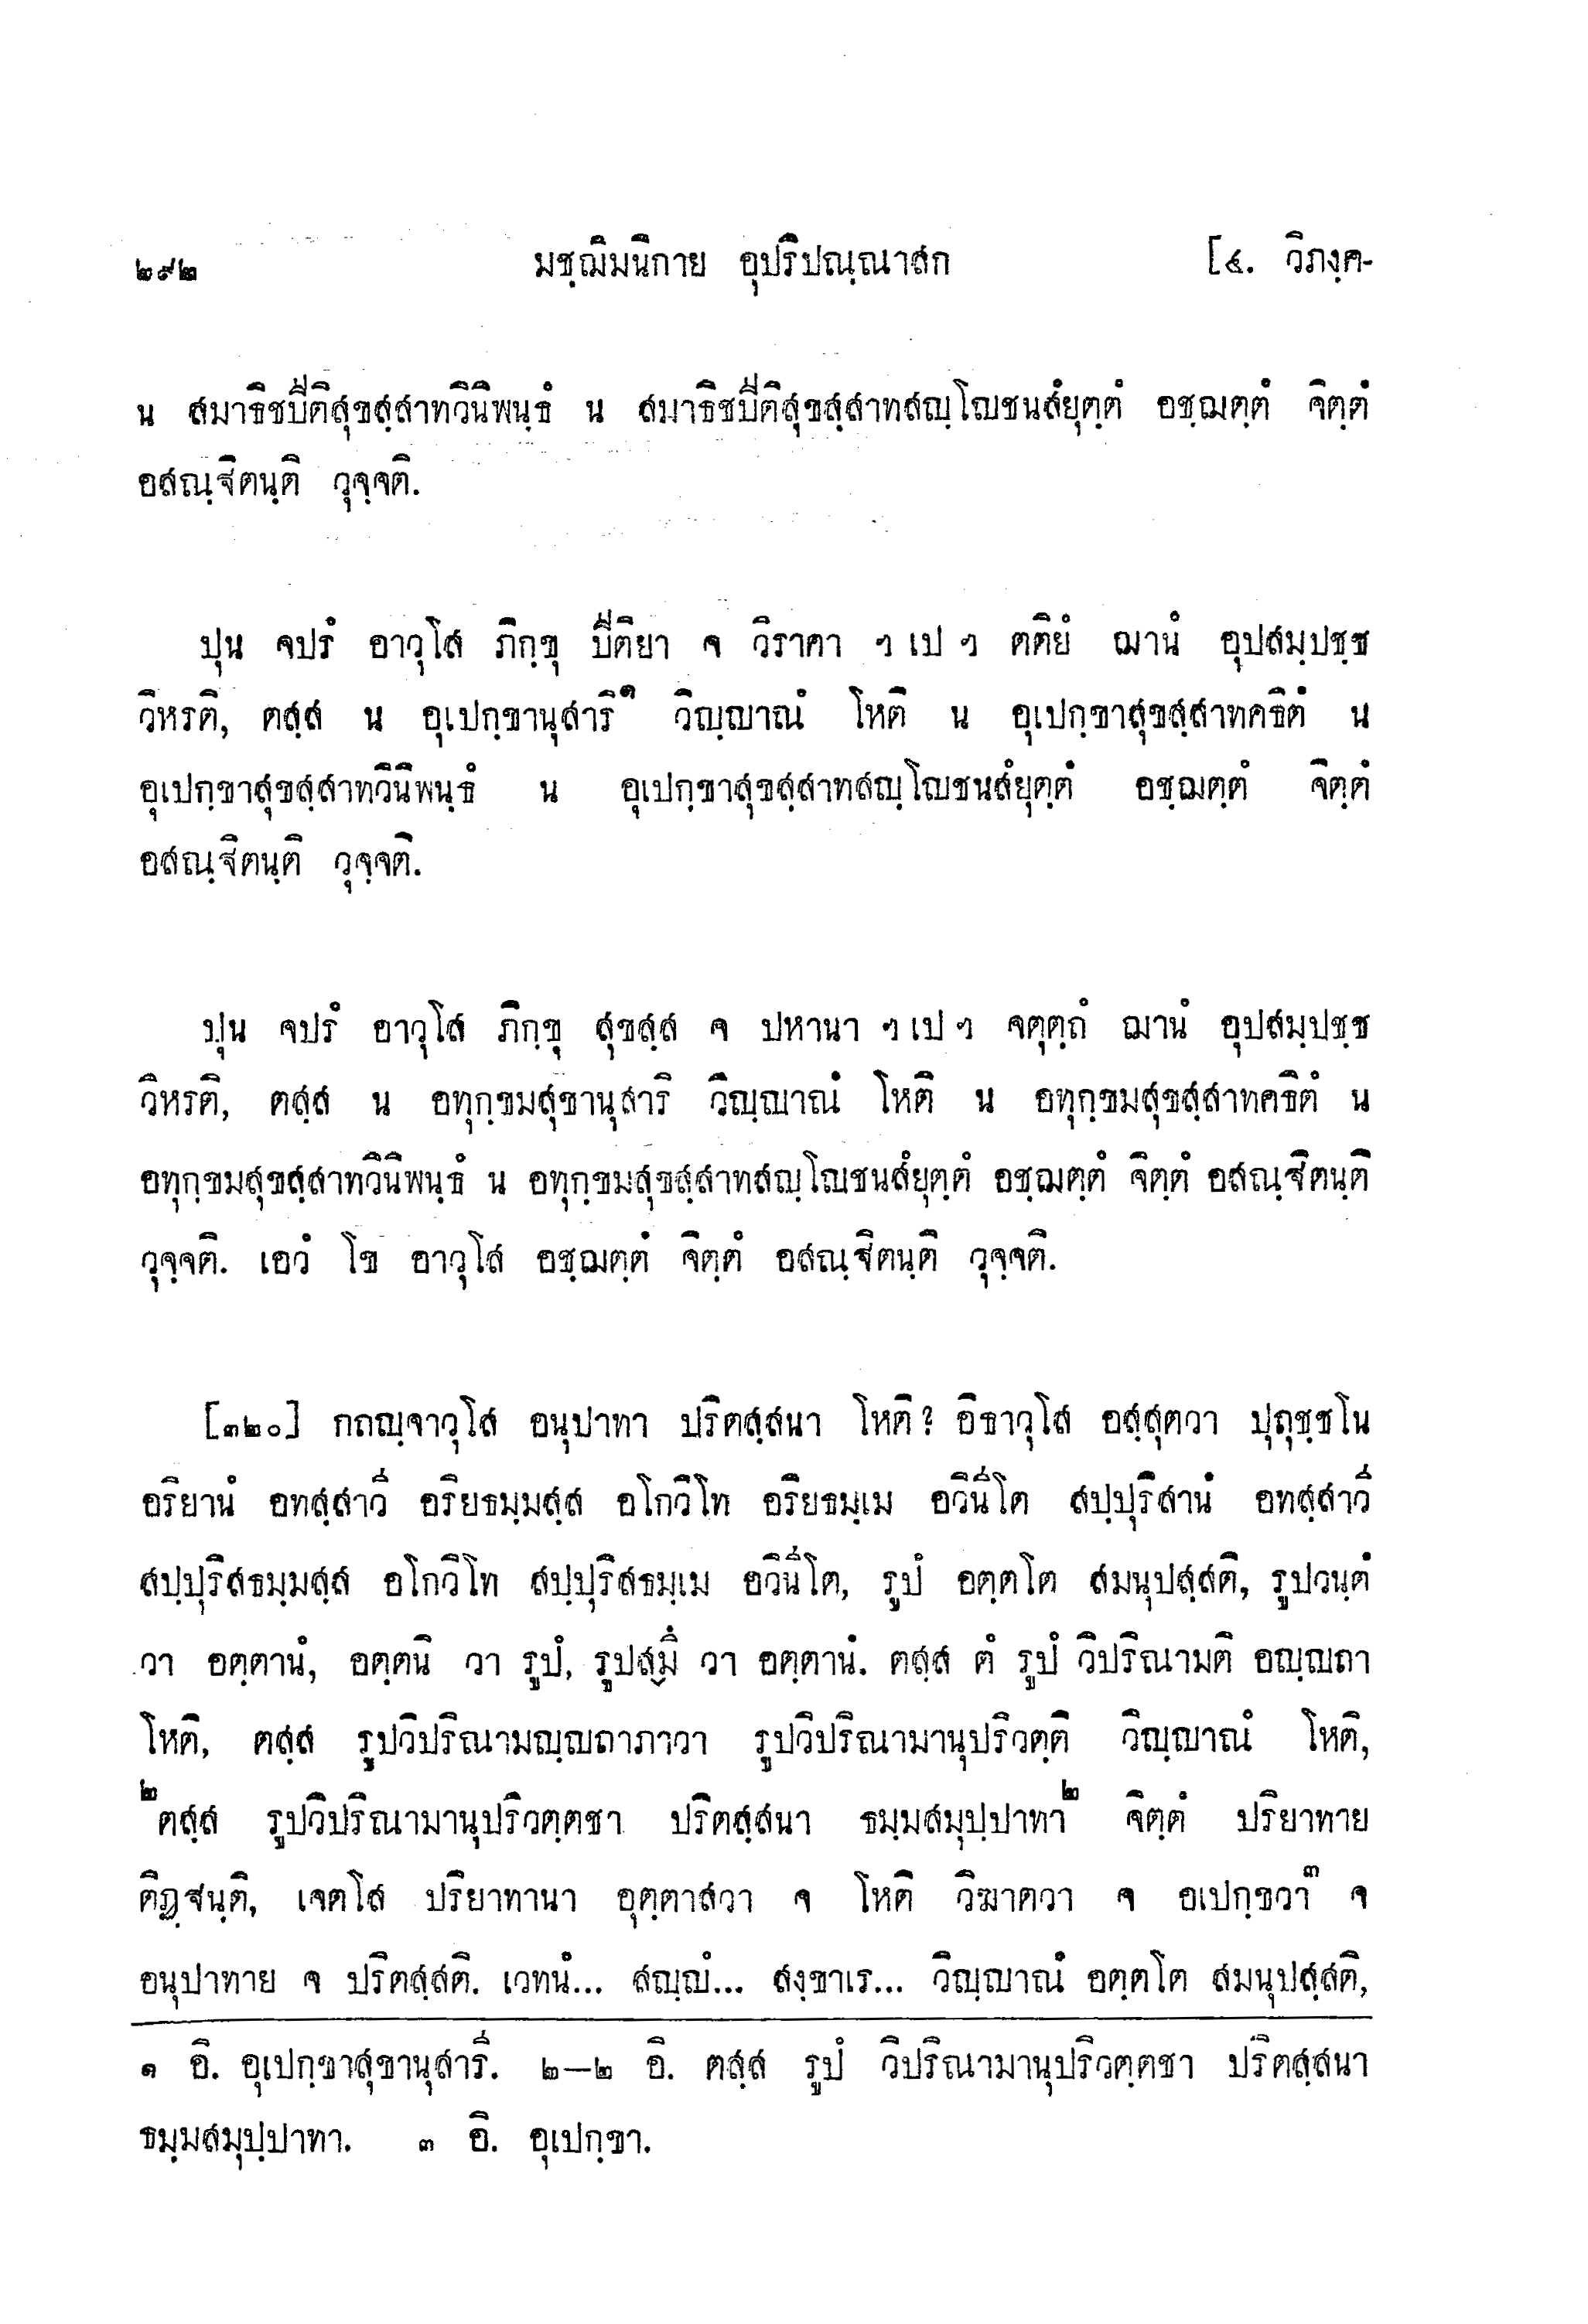 ๒๙๒ มชฺฌิมนิกาย อุปริปณฺณาสก [๔. วิภงฺค-
น สมาธิชปีติสุขสฺสาทวินิพนฺธํ น สมาธิชปีติสุขสฺสาทสญฺโญชนสํยุตฺตํ อชฺฌตฺตํ จิตฺตํ
อสณฺฐิตนฺติ วุจฺจติ.
ปุน จปรํ อาวุโส ภิกฺขุ ปีติยา จ วิราคา ฯ เป ฯ ตติยํ ฌานํ อุปสมฺปชฺช
วิหรติ, ตสฺส น อุเปกฺขานุสาริ๑ วิญฺญาณํ โหติ น อุเปกฺขาสุขสฺสาทคธิตํ น
อุเปกฺขาสุขสฺสาทวินิพนฺธํ น อุเปกฺขาสุขสฺสาทสญฺโญชนสํยุตฺตํ อชฺฌตฺตํ จิตฺตํ
อสณฺฐิตนฺติ วุจฺจติ.
ปุน จปรํ อาวุโส ภิกฺขุ สุขสฺส จ ปหานา ฯ เป ฯ จตุตฺถํ ฌานํ อุปสมฺปชฺช
วิหรติ, ตสฺส น อทุกฺขมสุขานุสาริ วิญฺญาณํ โหติ น อทุกฺขมสุขสฺสาทคธิตํ น
อทุกฺขมสุขสฺสาทวินิพนฺธํ น อทุกฺขมสุขสฺสาทสญฺโญชนสํยุตฺตํ อชฺฌตฺตํ จิตฺตํ อสณฺฐิตนฺติ
วุจฺจติ. เอวํ โข อาวุโส อชฺฌตฺตํ จิตฺตํ อสณฺฐิตนฺติ วุจฺจติ.
[๓๒๐] กถญฺจาวุโส อนุปาทา ปริตสฺสนา โหติ? อิธาวุโส อสฺสุตวา ปุถุชฺชโน
อริยานํ อทสฺสาวี อริยธมฺมสฺส อโกวิโท อริยธมฺเม อวินีโต สปฺปุริสานํ อทสฺสาวี
สปฺปุริสธมฺมสฺส อโกวิโท สปฺปุริสธมฺเม อวินีโต, รูปํ อตฺตโต สมนุปสฺสติ, รูปวนฺตํ
วา อตฺตานํ, อตฺตนิ วา รูปํ, รูปสฺมึ วา อตฺตานํ. ตสฺส ตํ รูปํ วิปริณามติ อญฺญถา
โหติ, ตสฺส รูปวิปริณามญฺญถาภาวา รูปวิปริณามานุปริวตฺติ วิญฺญาณํ โหติ,
๒ตสฺส รูปวิปริณามานุปริวตฺตชา ปริตสฺสนา ธมฺมสมุปฺปาทา๒ จิตฺตํ ปริยาทาย
ติฏฺฐนฺติ, เจตโส ปริยาทานา อุตฺตาสวา จ โหติ วิฆาตวา จ อเปกฺขวา๓ จ
อนุปาทาย จ ปริตสฺสติ. เวทนํ... สญฺญํ... สงฺขาเร... วิญฺญาณํ อตฺตโต สมนุปสฺสติ,
๑ อิ. อุเปกฺขาสุขานุสารี. ๒—๒ อิ. ตสฺส รูปํ วิปริณามานุปริวตฺตชา ปริตสฺสนา
ธมฺมสมุปฺปาทา. ๓ อิ. อุเปกฺขา.